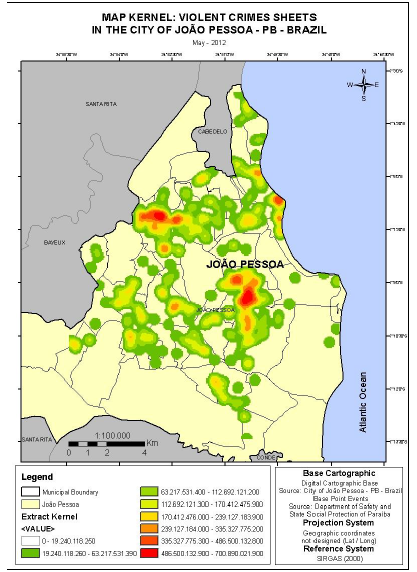 MAP KERNEL: VIOLENT CRIMES SHEETS
IN THE CITY OF JOÃO PESSOA - PB - BRAZIL
May - 2012
N
W E
S
SANTA RITA
CABEDELO
BAYEUX
JOÃO PESSOA
JOÃO PESSOA
Atlantic Ocean
1:100.000
4 2 0 4 Km
SANTA RITA
CONDE
Legend
Municipal Boundary
João Pessoa
Extract Kernel
<VALUE>
0 - 19.240.118.250
19.240.118.260 - 63.217.531.390
63.217.531.400 - 112.692.121.200
112.692.121.300 - 170.412.475.900
170.412.476.000 - 239.127.183.900
239.127.184.000 - 335.327.775.200
335.327.775.300 - 486.500.132.800
486.500.132.900 - 700.890.021.900
Base Cartographic
Digital Cartographic Base
Source: City of João Pessoa - PB - Brazil
Base Point Events
Source: Department of Safety and
State Social Protection of Paraíba
Projection System
Geographic coordinates
not designed (Lat / Long)
Reference System
SIRGAS (2000)